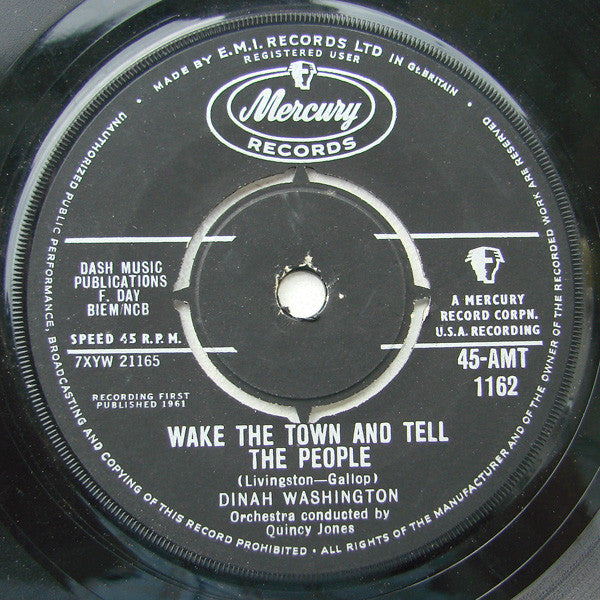 MADE BY E.M.I. RECORDS LTD IN GT. BRITAIN
REGISTERED USER
Mercury
RECORDS
DASH MUSIC
PUBLICATIONS
F. DAY
BIEM/NCB
SPEED 45 R.P.M.
7XYW 21165
RECORDING FIRST
PUBLISHED 1961
A MERCURY
RECORD CORPN.
U.S.A. RECORDING
45-AMT
1162
WAKE THE TOWN AND TELL
THE PEOPLE
(Livingston—Gallop)
DINAH WASHINGTON
Orchestra conducted by
Quincy Jones
UNAUTHORIZED PUBLIC PERFORMANCE, BROADCASTING AND COPYING OF THIS RECORD PROHIBITED • ALL RIGHTS OF THE MANUFACTURER AND OF THE OWNER OF THE RECORDED WORK ARE RESERVED